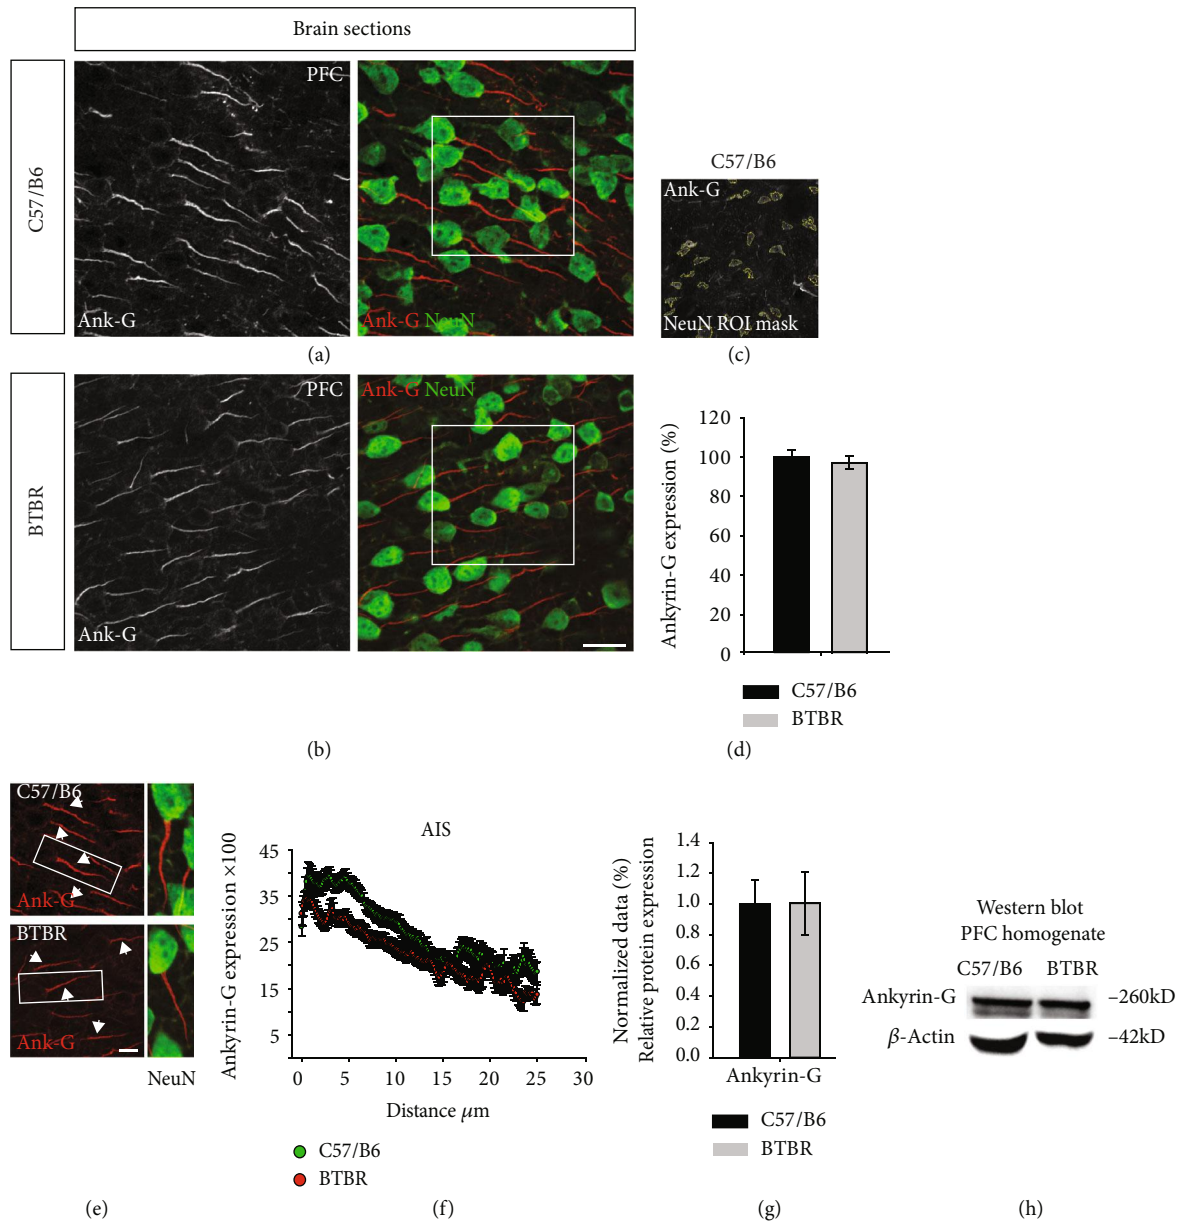 Brain sections
C57/B6
PFC
Ank-G
Ank-G NeuN
(a)
C57/B6
Ank-G
NeuN ROI mask
(c)
BTBR
PFC
Ank-G
Ank-G NeuN
(b)
Ankyrin-G expression (%)
120
100
80
60
40
20
0
C57/B6
BTBR
(d)
C57/B6
Ank-G
BTBR
Ank-G
NeuN
(e)
AIS
Ankyrin-G expression ×100
45
35
25
15
5
0 5 10 15 20 25 30
Distance μm
C57/B6
BTBR
(f)
Normalized data (%)
Relative protein expression
1.4
1.2
1.0
0.8
0.6
0.4
0.2
0.0
Ankyrin-G
C57/B6
BTBR
(g)
Western blot
PFC homogenate
C57/B6 BTBR
Ankyrin-G –260kD
β-Actin –42kD
(h)